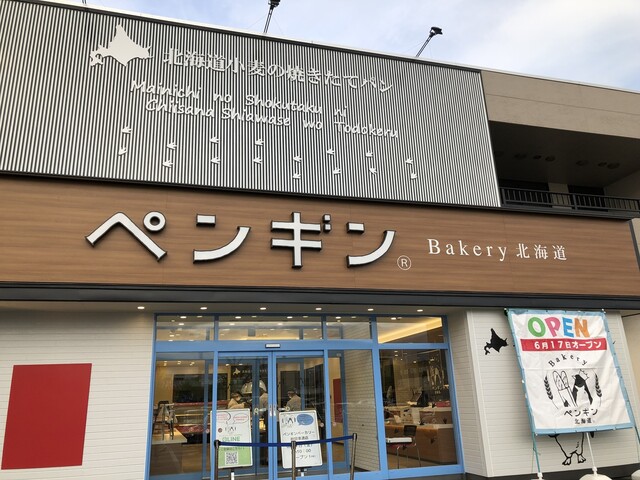 北海道小麦の焼きたてパン
Mainichi no Shokutaku ni
Chiisana Shiawase wo Todokeru
ペンギン® Bakery 北海道
OPEN
6月17日オープン
Bakery
ペンギン
北海道